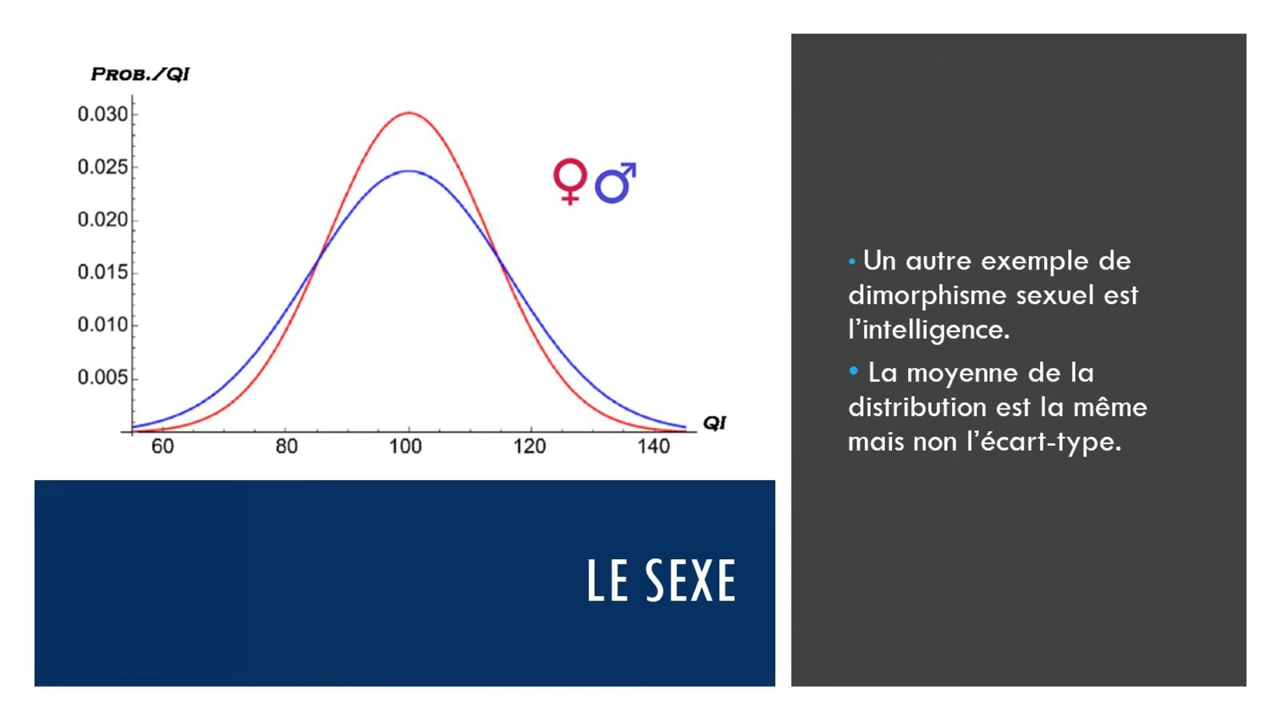 PROB./QI
0.030
0.025
0.020
0.015
0.010
0.005
60 80 100 120 140
QI
LE SEXE
• Un autre exemple de
dimorphisme sexuel est
l’intelligence.
• La moyenne de la
distribution est la même
mais non l’écart-type.